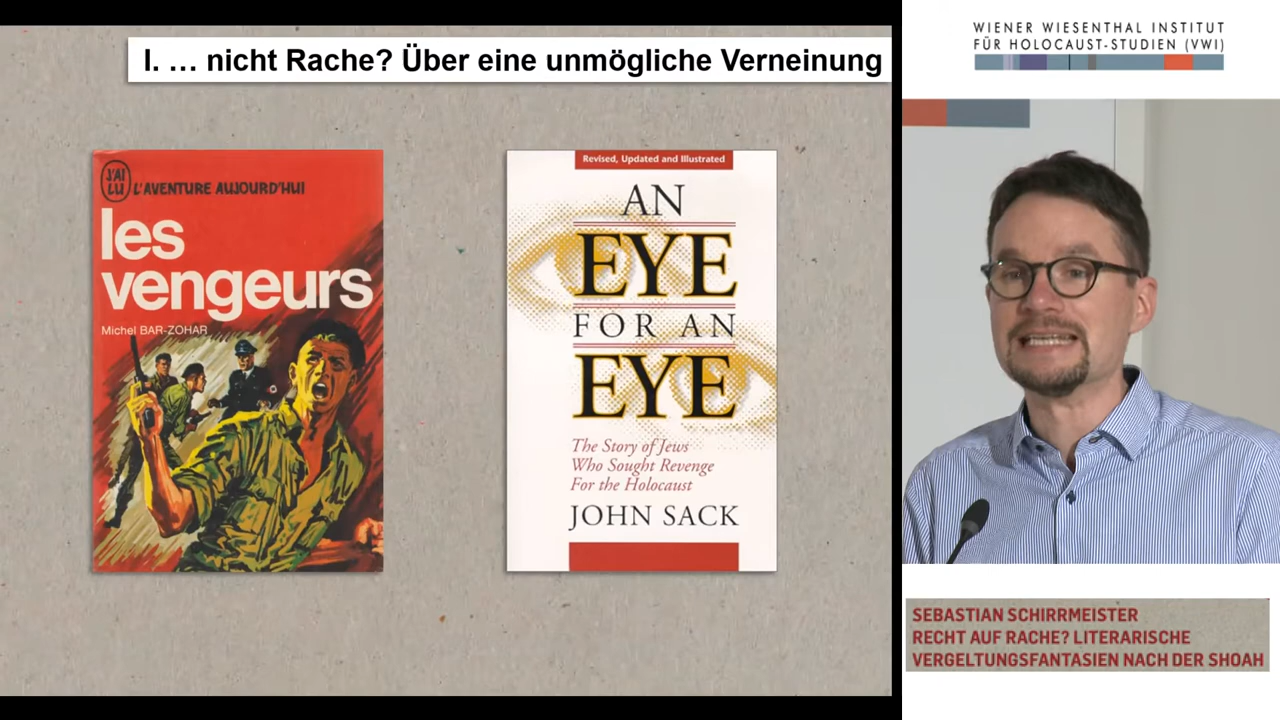 I. … nicht Rache? Über eine unmögliche Verneinung
J'AI
LU
L'AVENTURE AUJOURD'HUI
les
vengeurs
Michel BAR-ZOHAR
Revised, Updated and Illustrated
AN
EYE
FOR AN
EYE
The Story of Jews
Who Sought Revenge
For the Holocaust
JOHN SACK
WIENER WIESENTHAL INSTITUT
FÜR HOLOCAUST-STUDIEN (VWI)
SEBASTIAN SCHIRRMEISTER
RECHT AUF RACHE? LITERARISCHE
VERGELTUNGSFANTASIEN NACH DER SHOAH